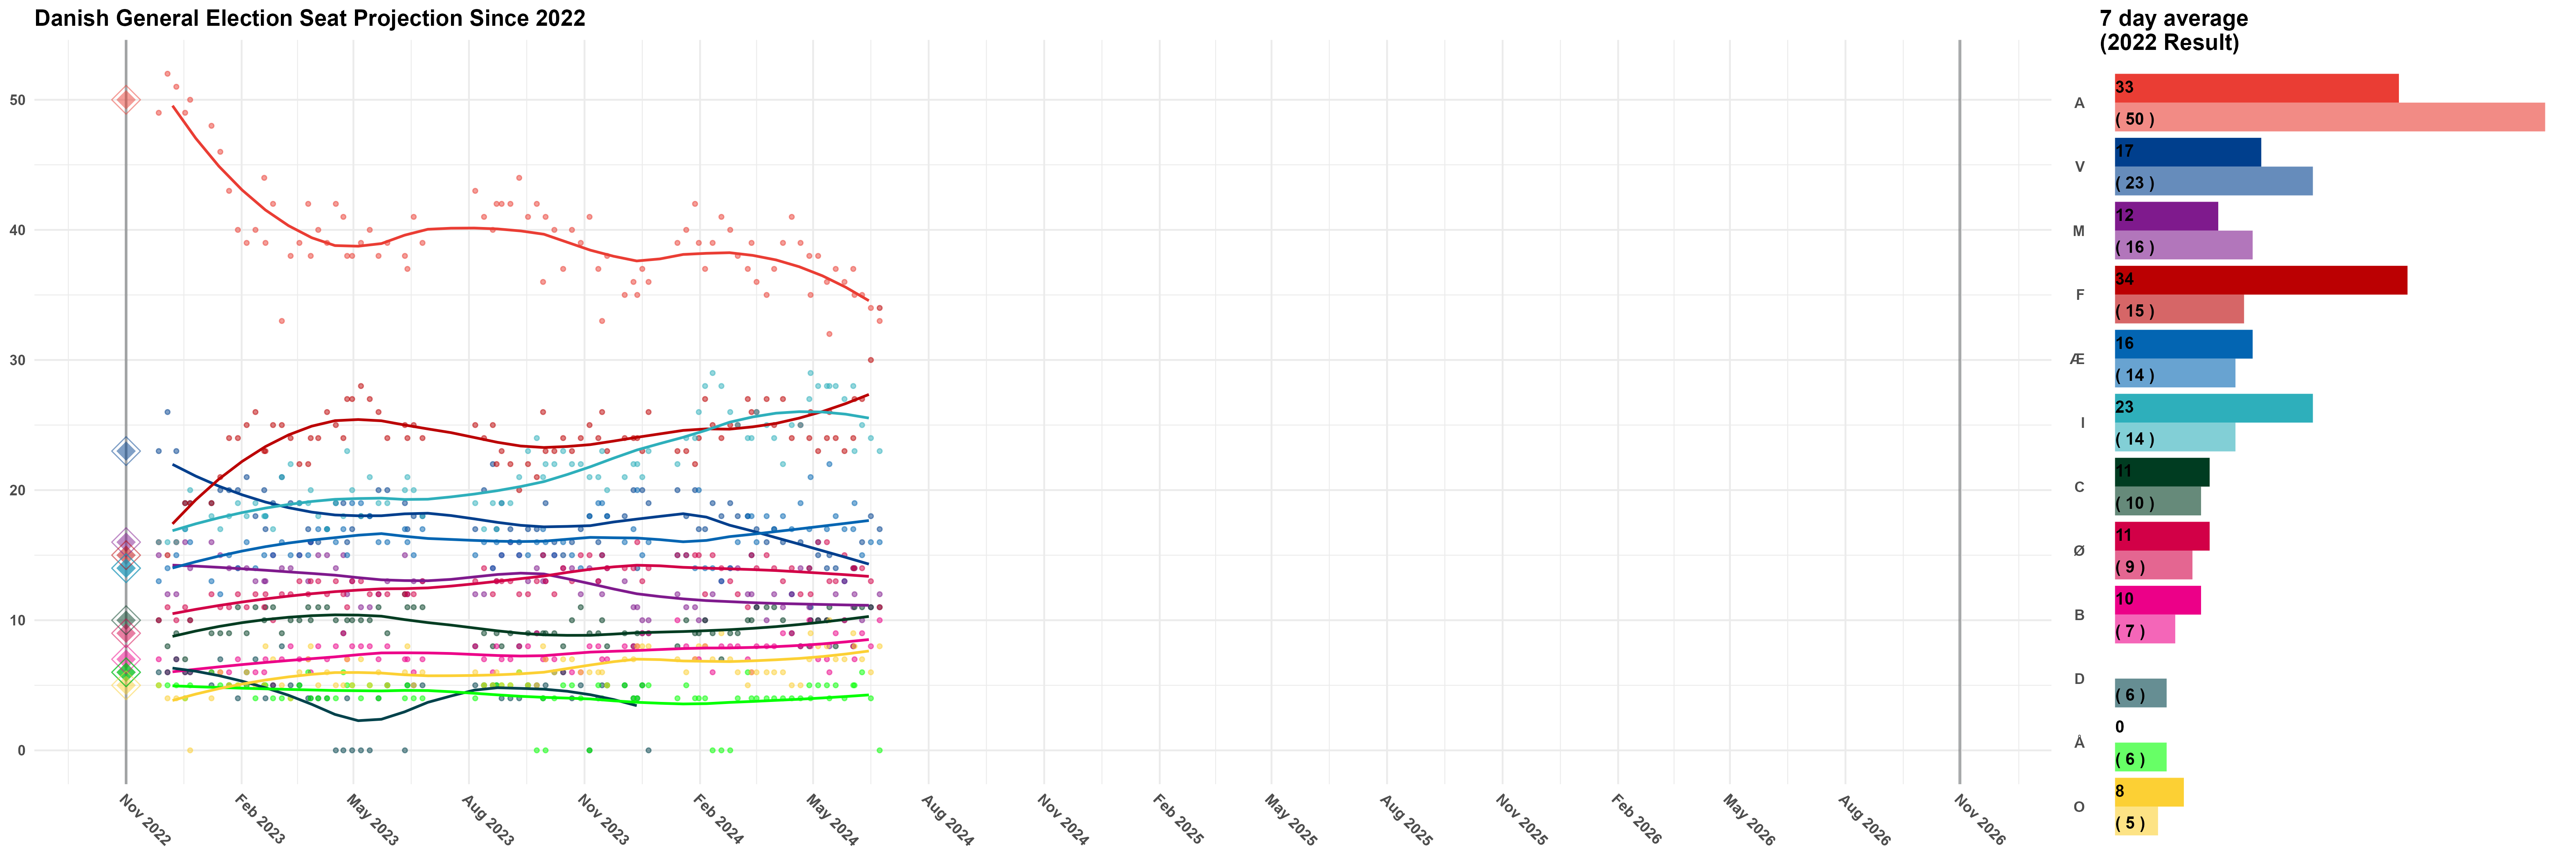 Danish General Election Seat Projection Since 2022
50
40
30
20
10
0
Nov 2022
Feb 2023
May 2023
Aug 2023
Nov 2023
Feb 2024
May 2024
Aug 2024
Nov 2024
Feb 2025
May 2025
Aug 2025
Nov 2025
Feb 2026
May 2026
Aug 2026
Nov 2026
7 day average
(2022 Result)
A
33
( 50 )
V
17
( 23 )
M
12
( 16 )
F
34
( 15 )
Æ
16
( 14 )
I
23
( 14 )
C
11
( 10 )
Ø
11
( 9 )
B
10
( 7 )
D
( 6 )
Å
0
( 6 )
O
8
( 5 )